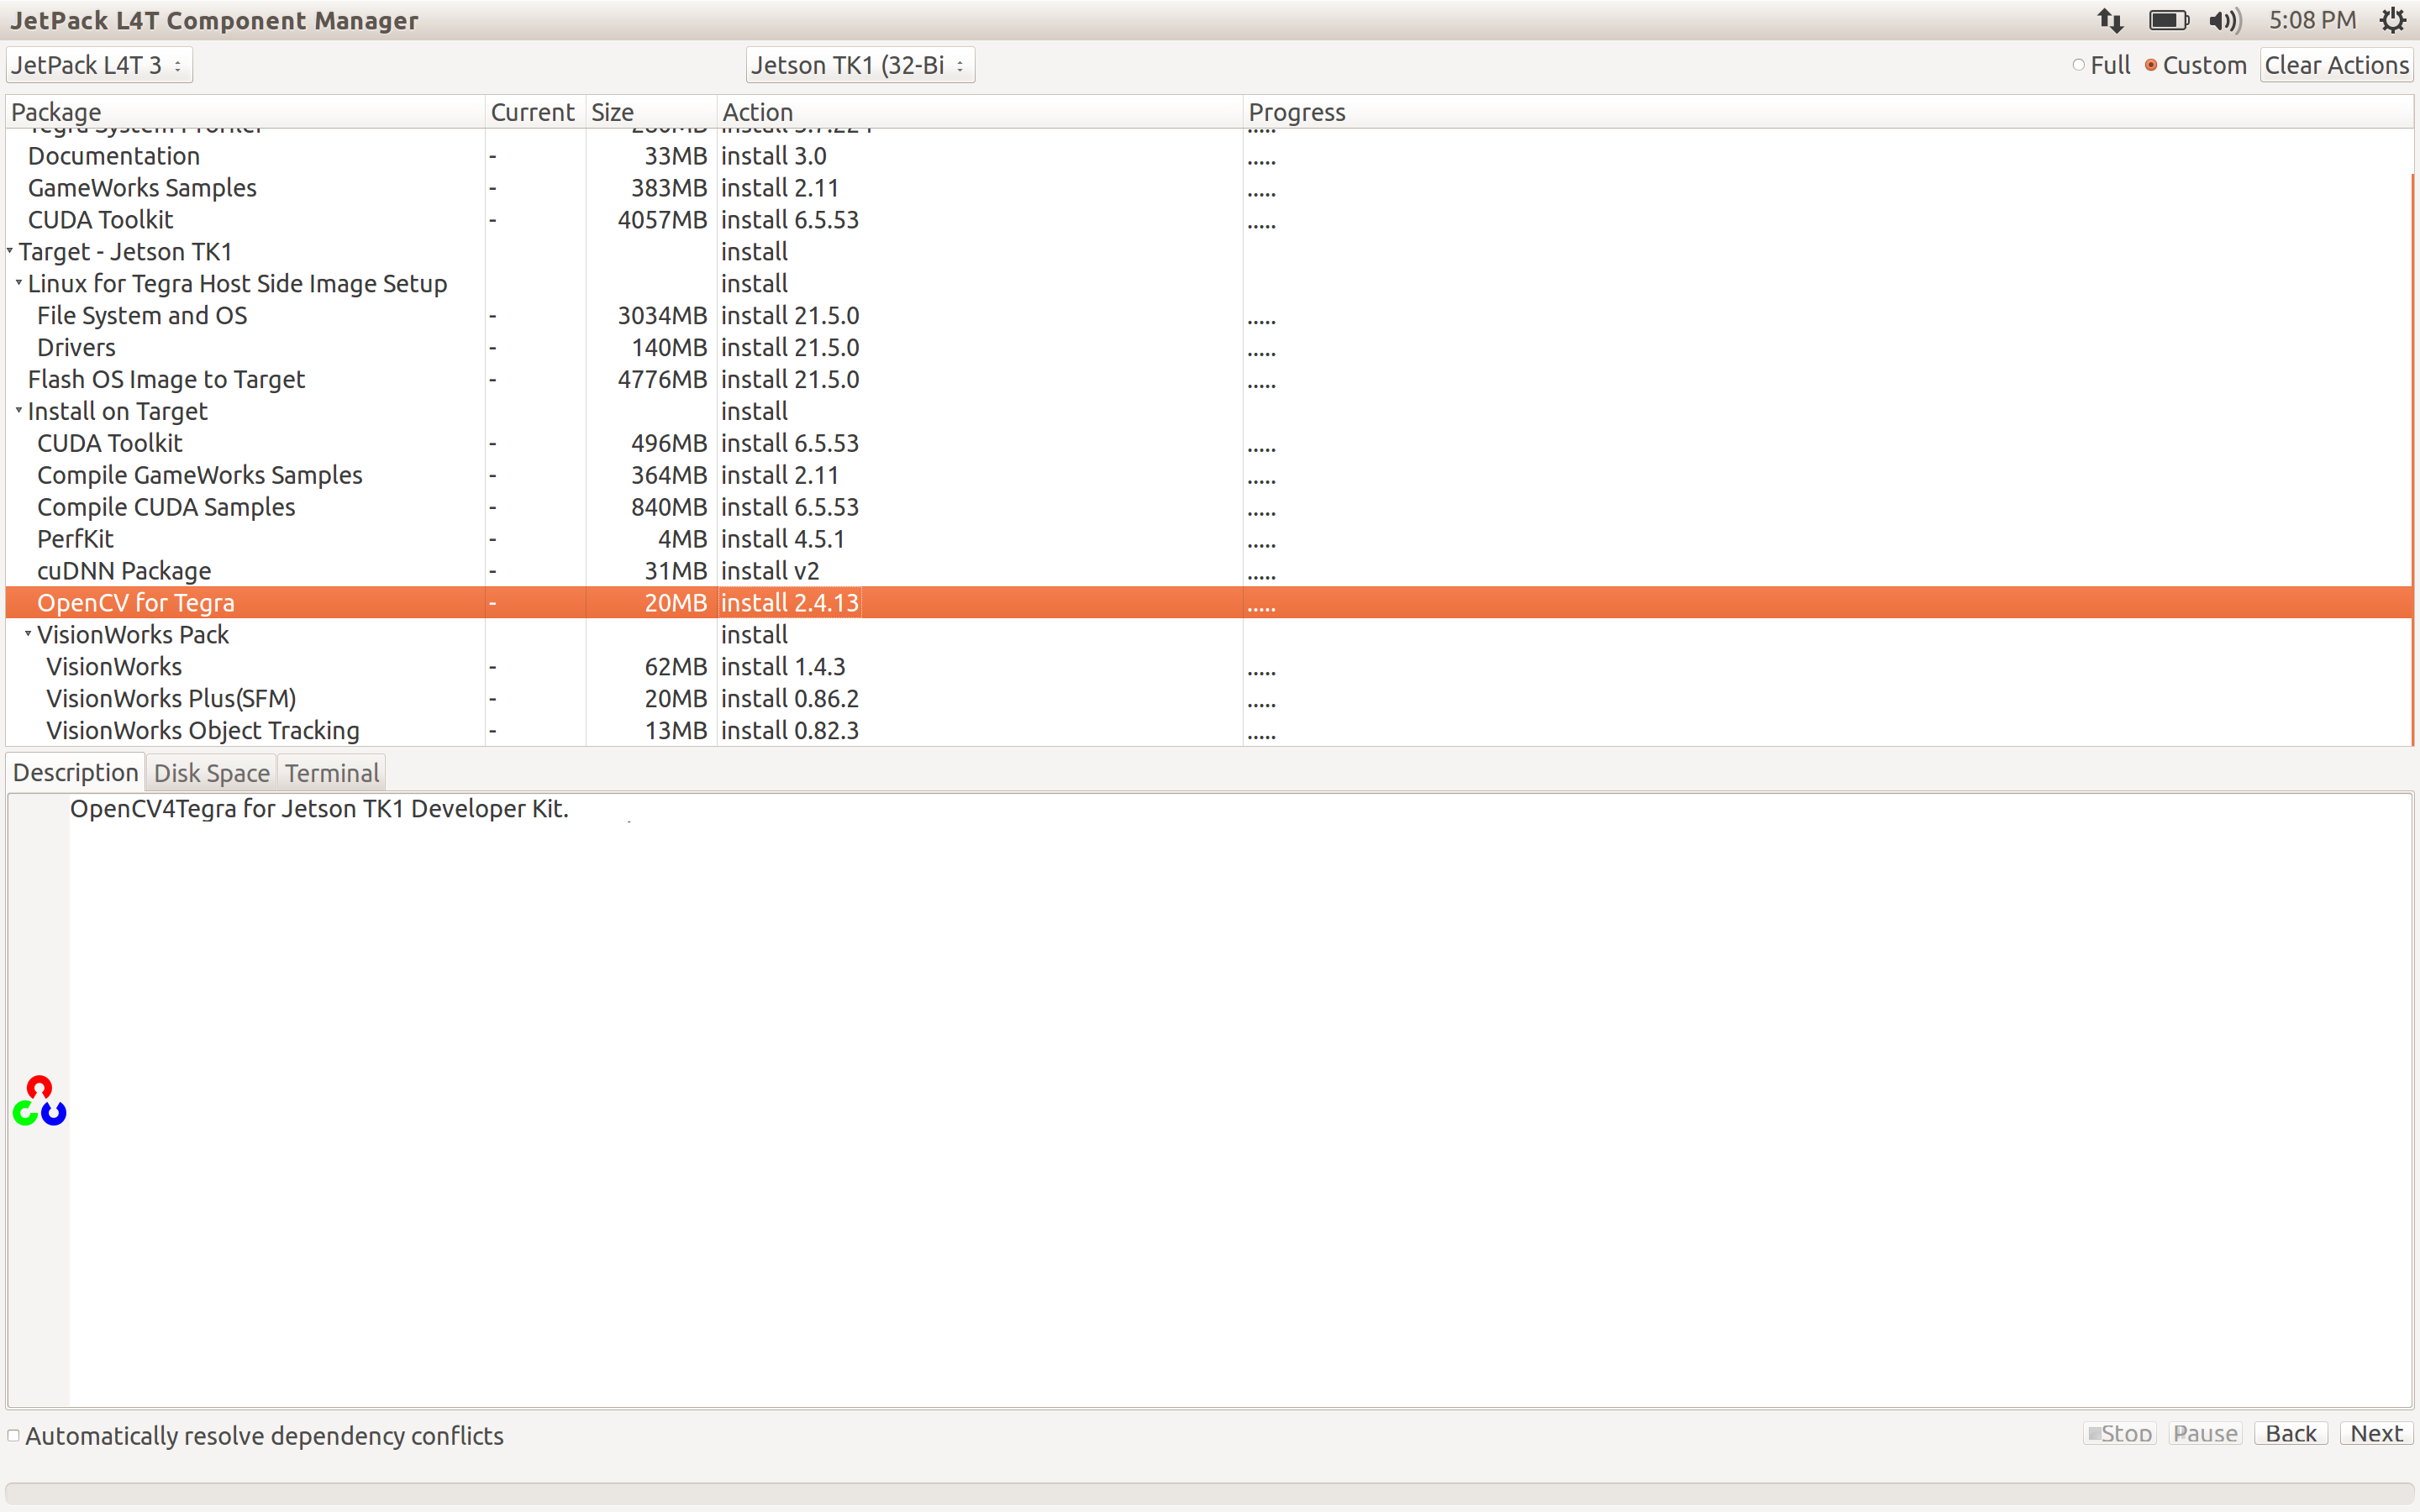 JetPack L4T Component Manager 5:08 PM
JetPack L4T 3 Jetson TK1 (32-Bi Full Custom Clear Actions
Package Current Size Action Progress
Tegra System Profiler
Documentation - 33MB install 3.0 .....
GameWorks Samples - 383MB install 2.11 .....
CUDA Toolkit - 4057MB install 6.5.53 .....
Target - Jetson TK1 install
Linux for Tegra Host Side Image Setup install
File System and OS - 3034MB install 21.5.0 .....
Drivers - 140MB install 21.5.0 .....
Flash OS Image to Target - 4776MB install 21.5.0 .....
Install on Target install
CUDA Toolkit - 496MB install 6.5.53 .....
Compile GameWorks Samples - 364MB install 2.11 .....
Compile CUDA Samples - 840MB install 6.5.53 .....
PerfKit - 4MB install 4.5.1 .....
cuDNN Package - 31MB install v2 .....
OpenCV for Tegra - 20MB install 2.4.13 .....
VisionWorks Pack install
VisionWorks - 62MB install 1.4.3 .....
VisionWorks Plus(SFM) - 20MB install 0.86.2 .....
VisionWorks Object Tracking - 13MB install 0.82.3 .....
Description Disk Space Terminal
OpenCV4Tegra for Jetson TK1 Developer Kit.
Automatically resolve dependency conflicts Stop Pause Back Next